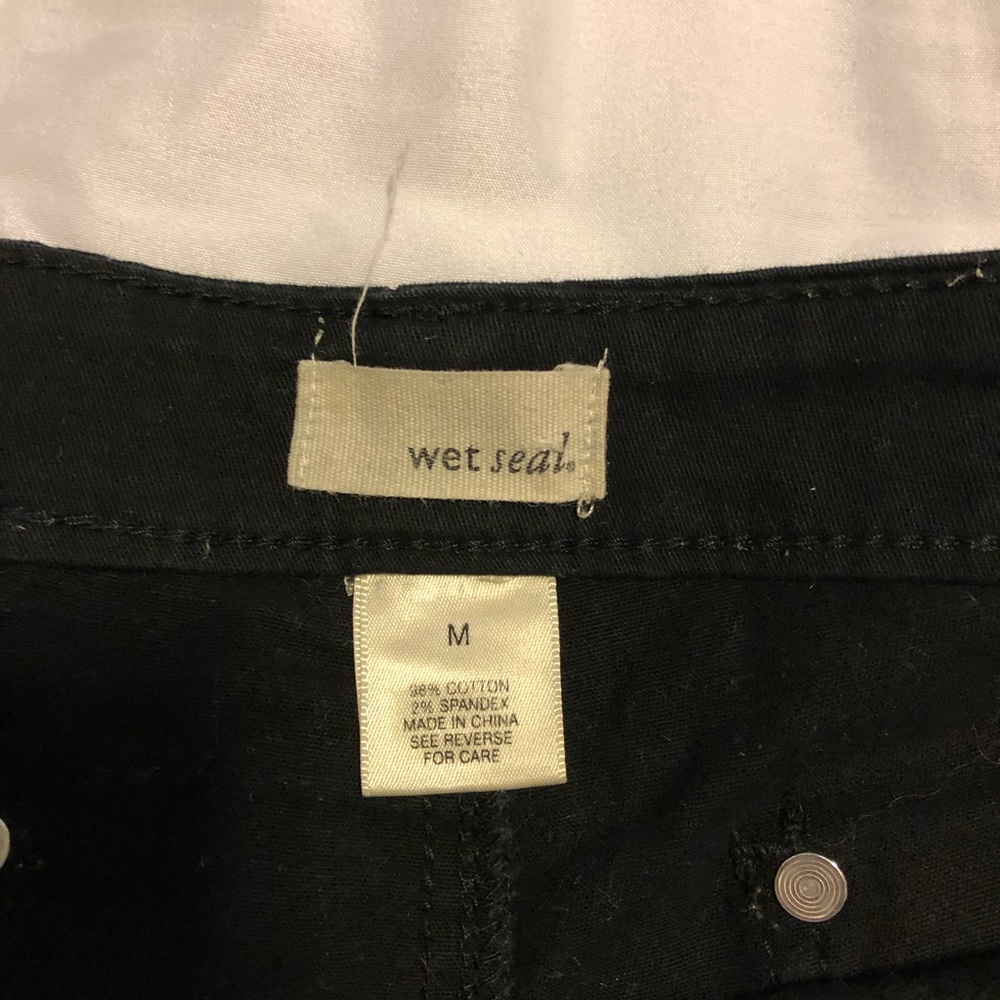 wet seal®
M
98% COTTON
2% SPANDEX
MADE IN CHINA
SEE REVERSE
FOR CARE